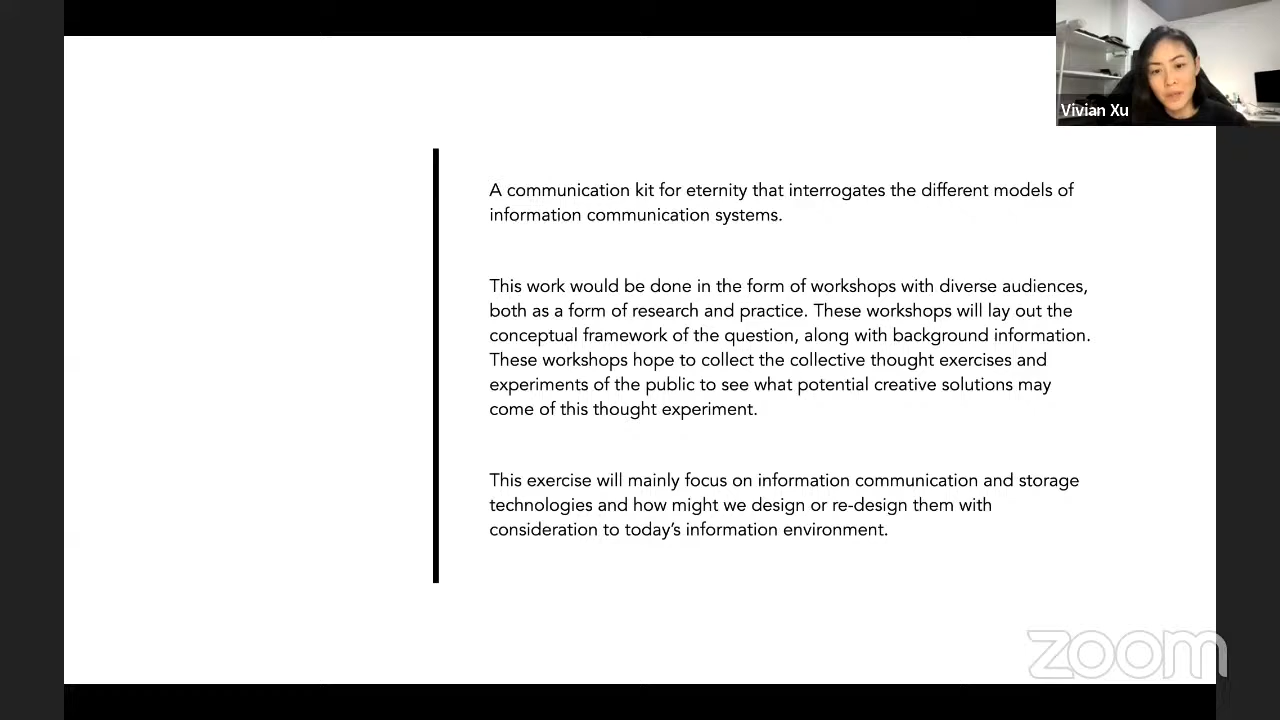 Vivian Xu
A communication kit for eternity that interrogates the different models of
information communication systems.
This work would be done in the form of workshops with diverse audiences,
both as a form of research and practice. These workshops will lay out the
conceptual framework of the question, along with background information.
These workshops hope to collect the collective thought exercises and
experiments of the public to see what potential creative solutions may
come of this thought experiment.
This exercise will mainly focus on information communication and storage
technologies and how might we design or re-design them with
consideration to today’s information environment.
zoom